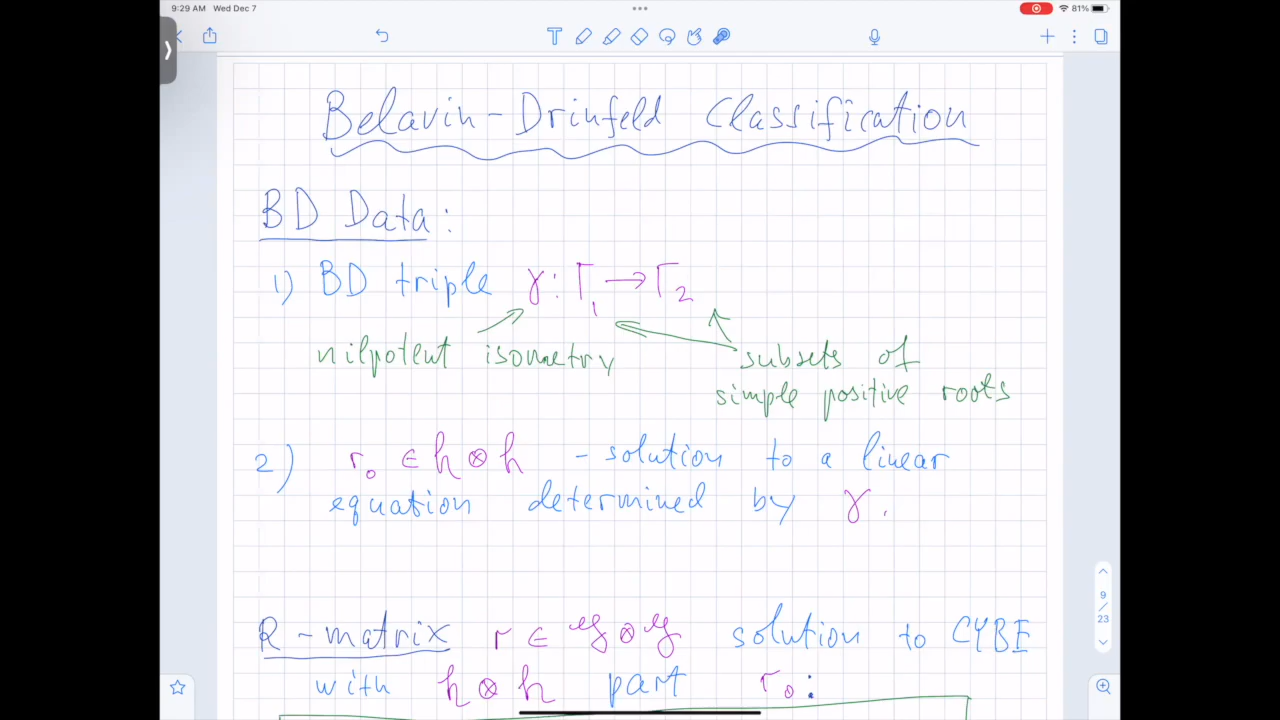 9:29 AM Wed Dec 7
81%
Belavin-Drinfeld Classification
BD Data:
1) BD triple γ: Γ₁ → Γ₂
nilpotent isometry
subsets of
simple positive roots
2) r₀ ∈ h ⊗ h - solution to a linear
equation determined by γ.
9
/
23
R-matrix r ∈ 𝔤 ⊗ 𝔤 solution to CYBE
with h ⊗ h part r₀: